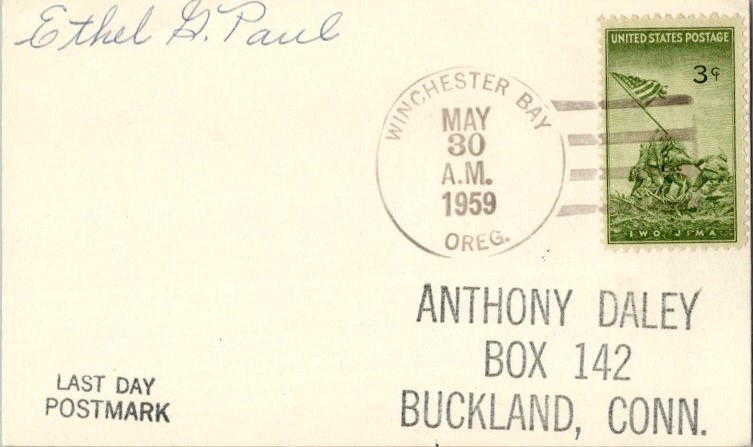 Ethel G. Paul
UNITED STATES POSTAGE
3¢
IWO JIMA
WINCHESTER BAY
MAY
30
A.M.
1959
OREG.
ANTHONY DALEY
BOX 142
BUCKLAND, CONN.
LAST DAY
POSTMARK